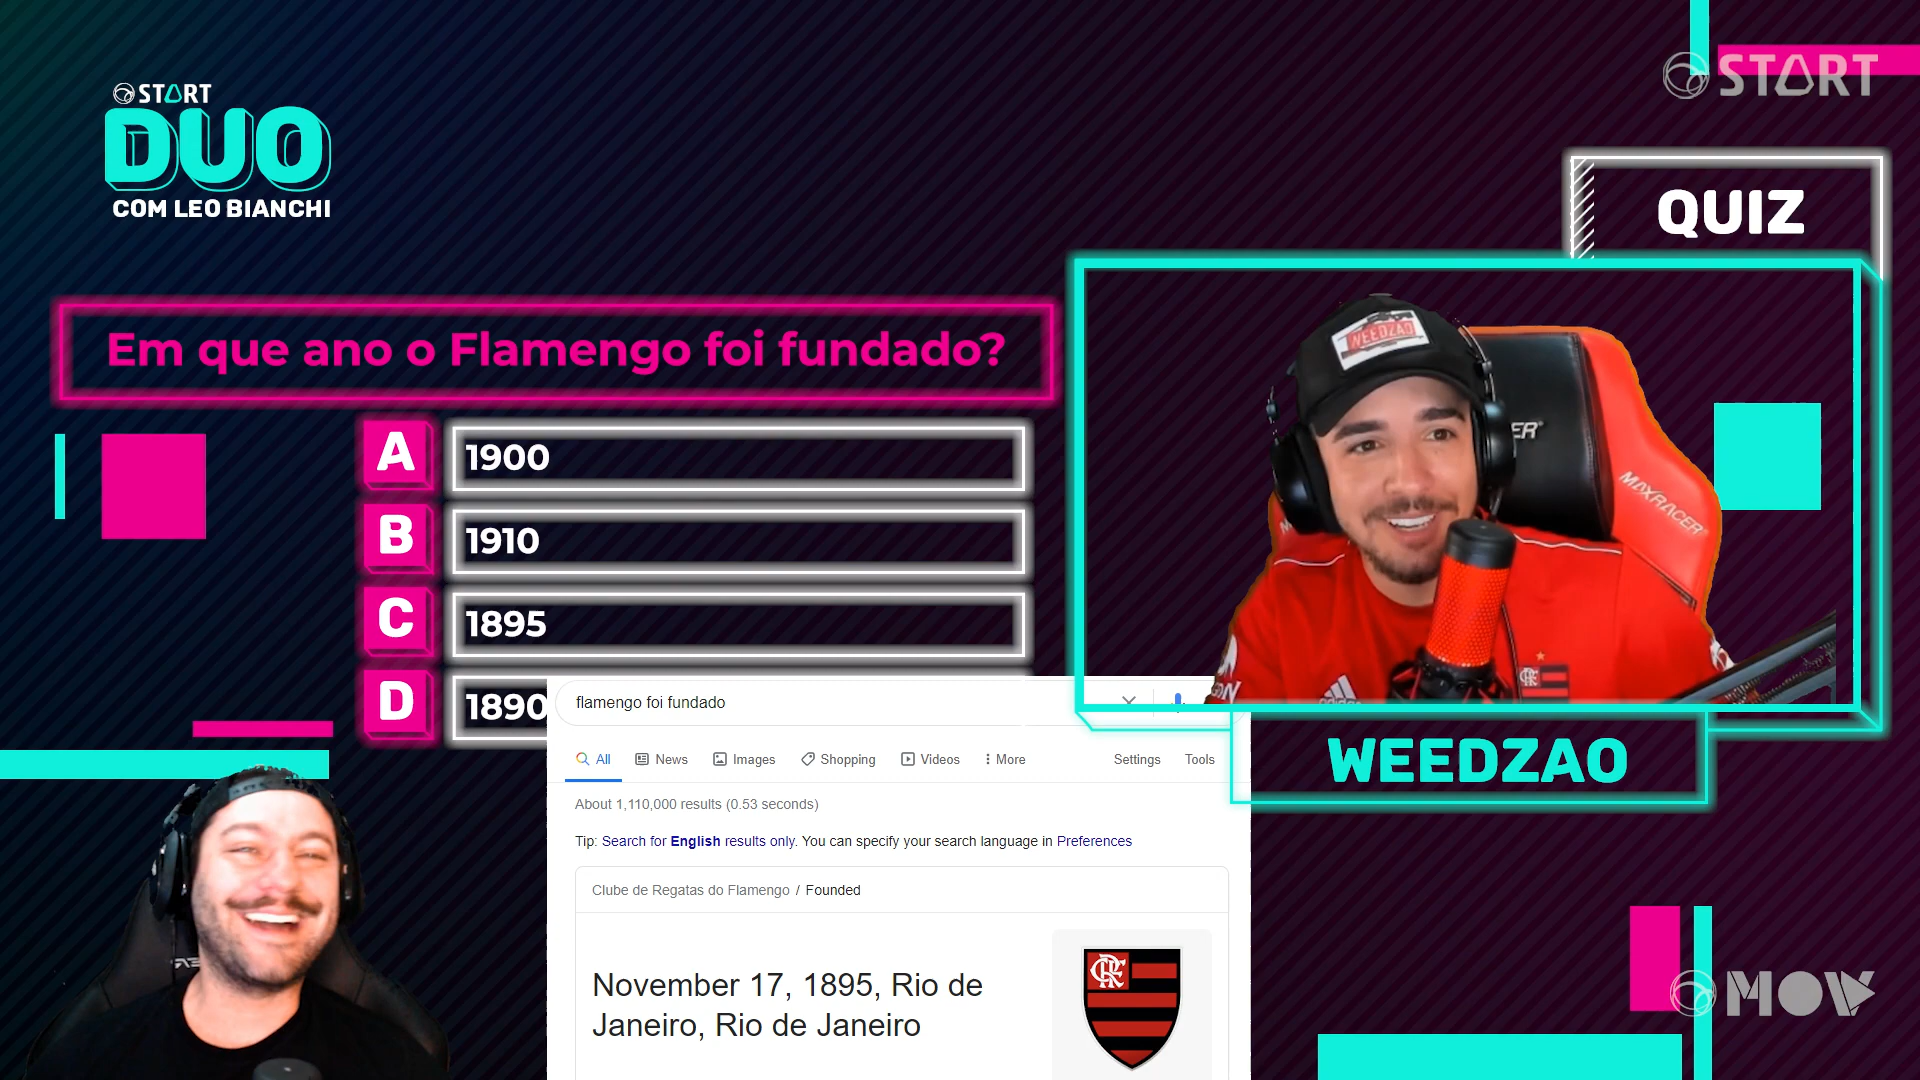 START
DUO
COM LEO BIANCHI
START
QUIZ
Em que ano o Flamengo foi fundado?
A 1900
B 1910
C 1895
D 1890
WEEDZAO
MAXRACER
WEEDZAO
flamengo foi fundado
All News Images Shopping Videos More Settings Tools
About 1,110,000 results (0.53 seconds)
Tip: Search for English results only. You can specify your search language in Preferences
Clube de Regatas do Flamengo / Founded
November 17, 1895, Rio de
Janeiro, Rio de Janeiro
MOV